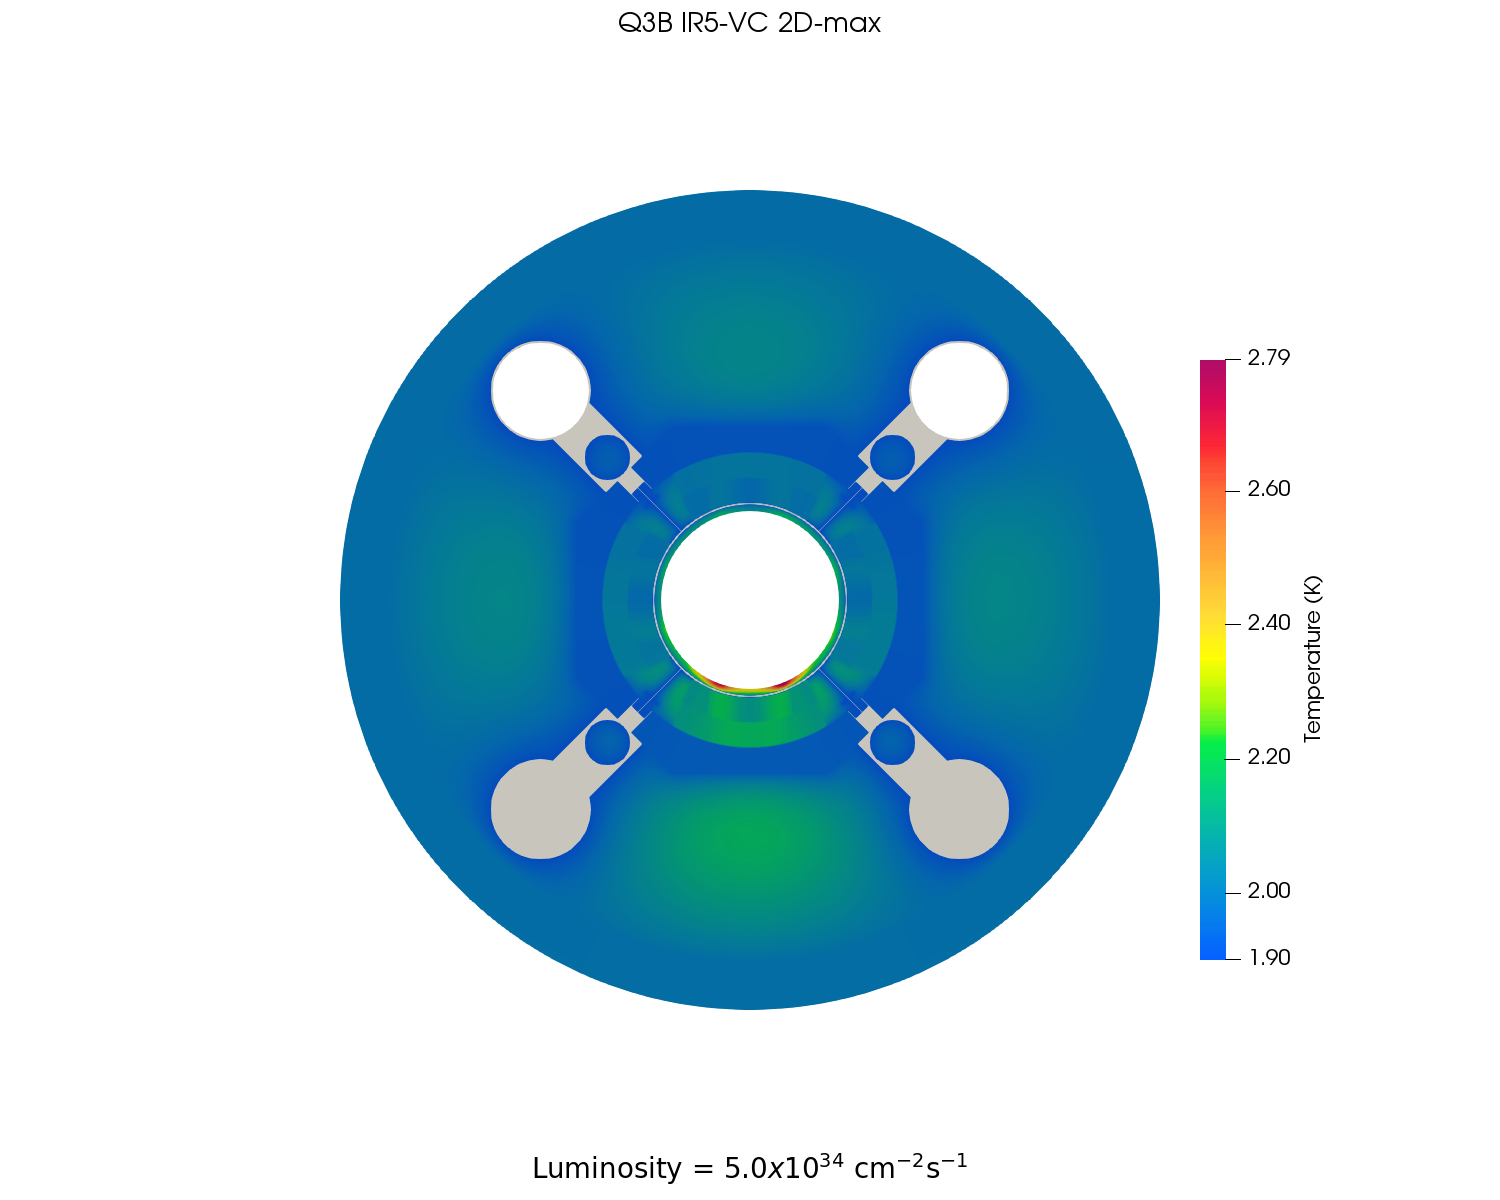 Q3B IR5-VC 2D-max
2.79
2.60
2.40
2.20
2.00
1.90
Temperature (K)
Luminosity = 5.0x10³⁴ cm⁻²s⁻¹